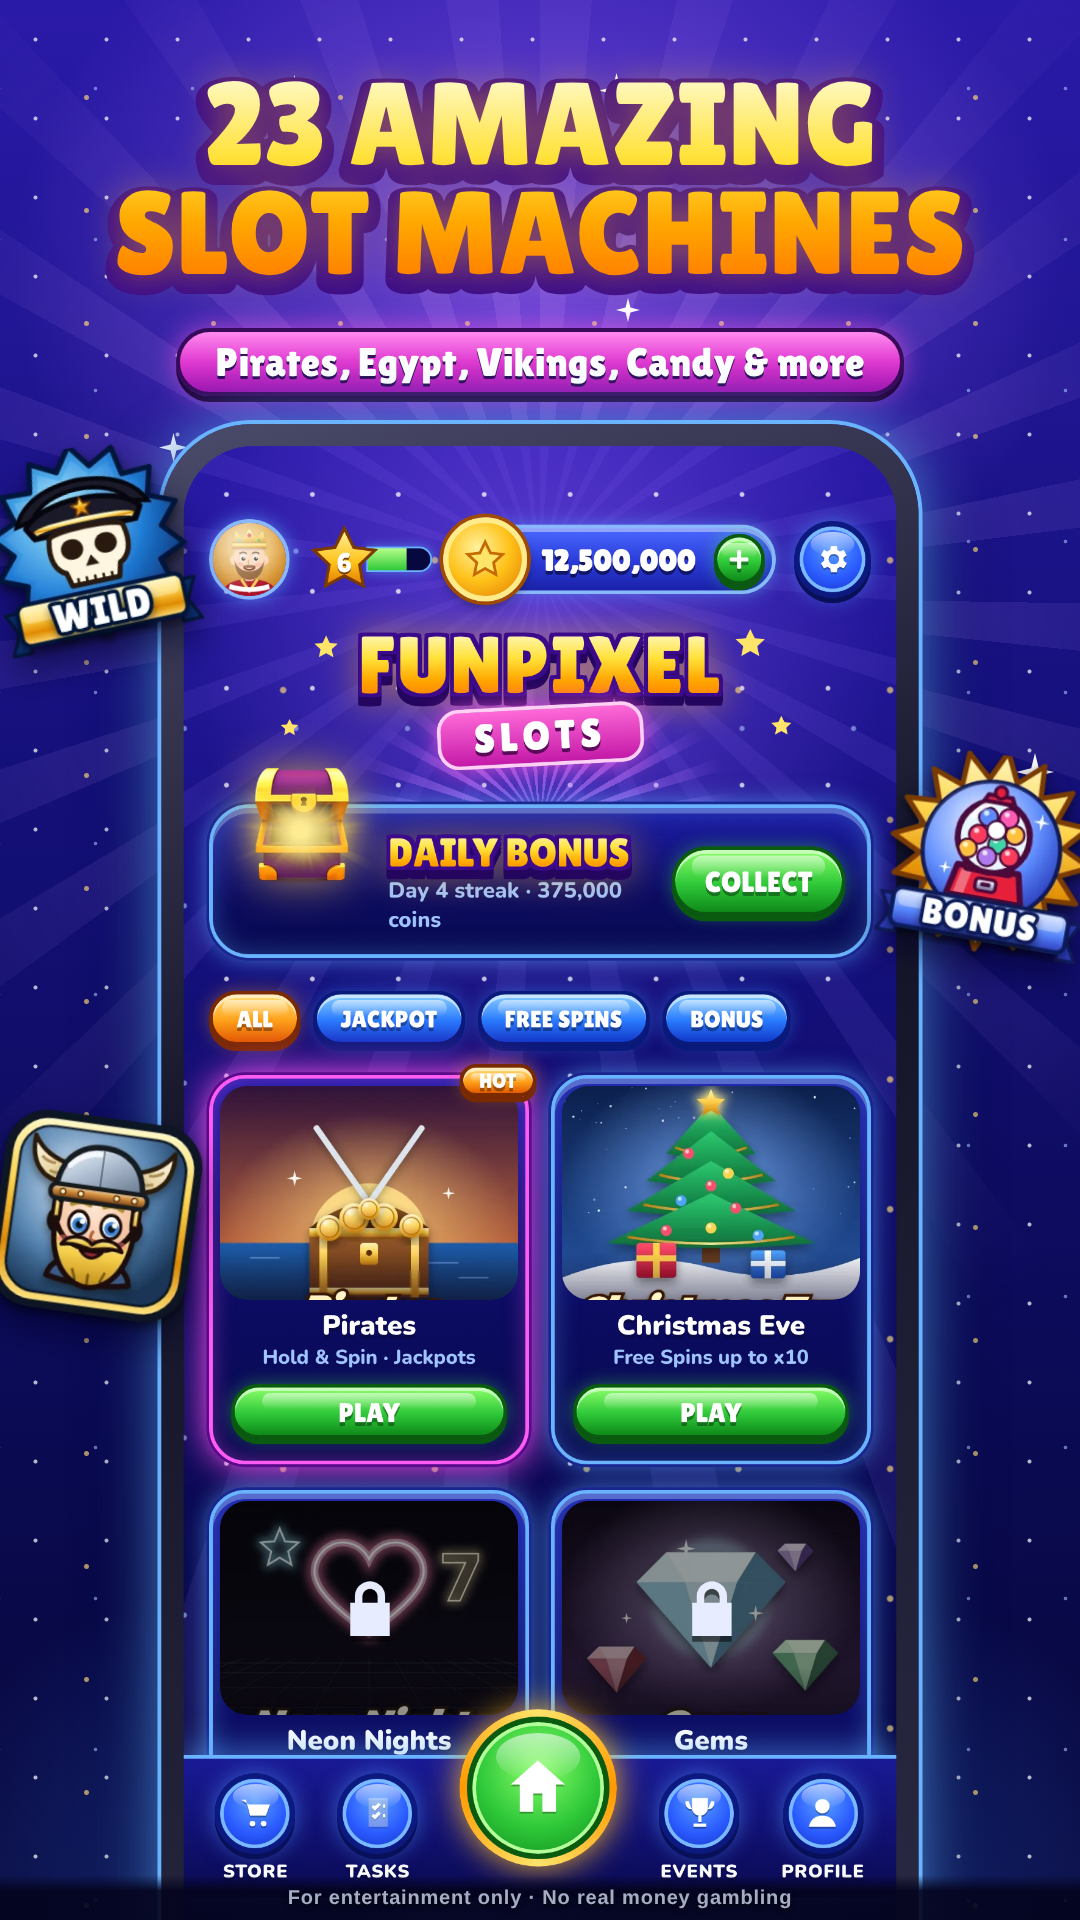 23 AMAZING
SLOT MACHINES
Pirates, Egypt, Vikings, Candy & more
WILD
6
12,500,000
FUNPIXEL
SLOTS
DAILY BONUS
Day 4 streak · 375,000
coins
COLLECT
BONUS
ALL
JACKPOT
FREE SPINS
BONUS
HOT
Pirates
Hold & Spin · Jackpots
PLAY
Christmas Eve
Free Spins up to x10
PLAY
7
Neon Nights
Gems
STORE
TASKS
EVENTS
PROFILE
For entertainment only · No real money gambling